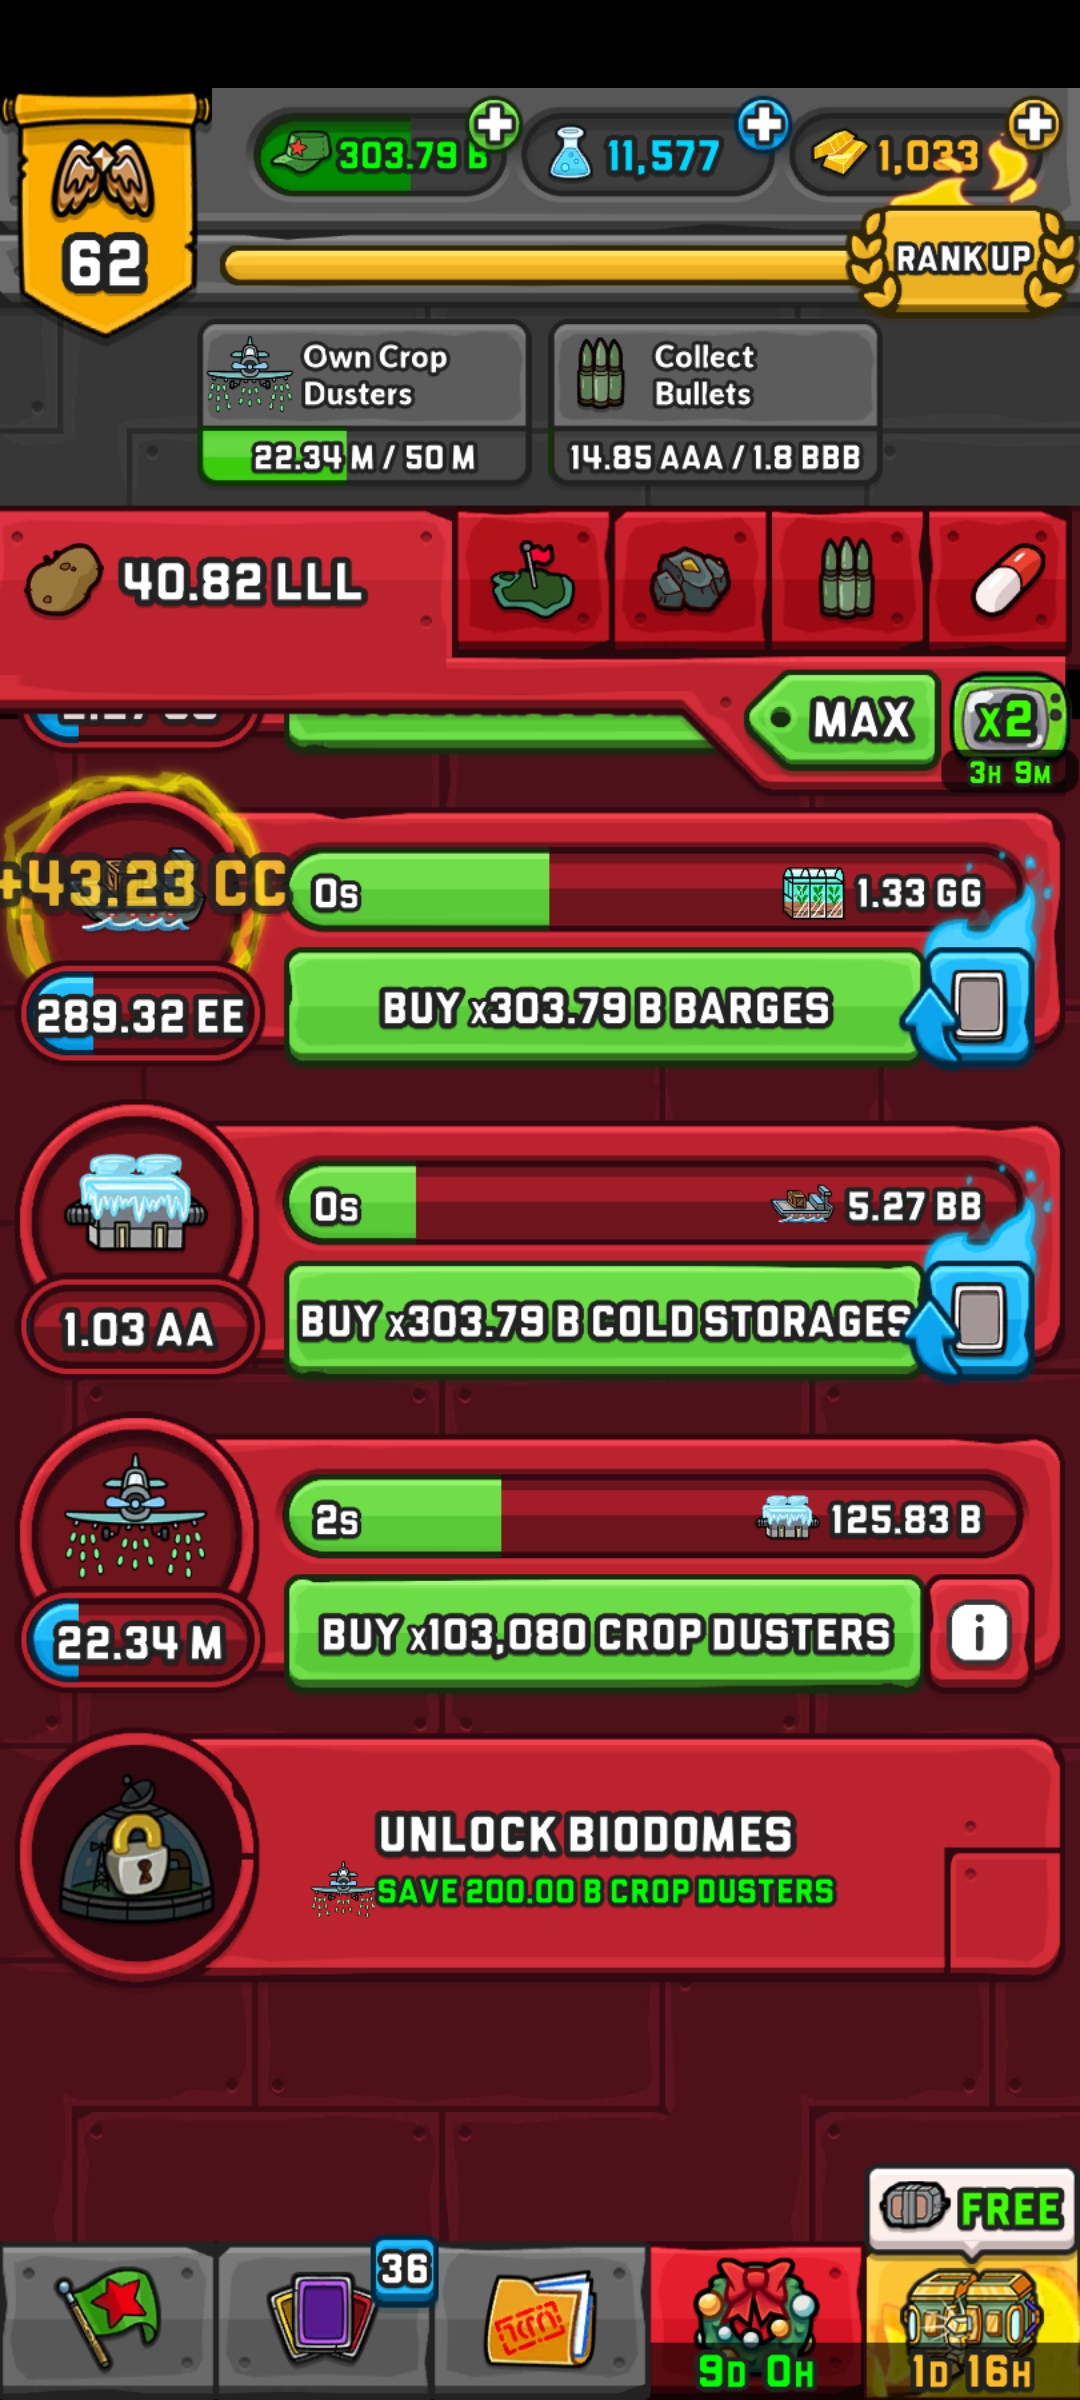 303.79 B
11,577
1,033
62
RANK UP
Own Crop
Dusters
22.34 M / 50 M
Collect
Bullets
14.85 AAA / 1.8 BBB
40.82 LLL
MAX
x2
3H 9M
+43.23 CC
0s
1.33 GG
289.32 EE
BUY x303.79 B BARGES
0s
5.27 BB
1.03 AA
BUY x303.79 B COLD STORAGES
2s
125.83 B
22.34 M
BUY x103,080 CROP DUSTERS
i
UNLOCK BIODOMES
SAVE 200.00 B CROP DUSTERS
FREE
36
9D 0H
1D 16H